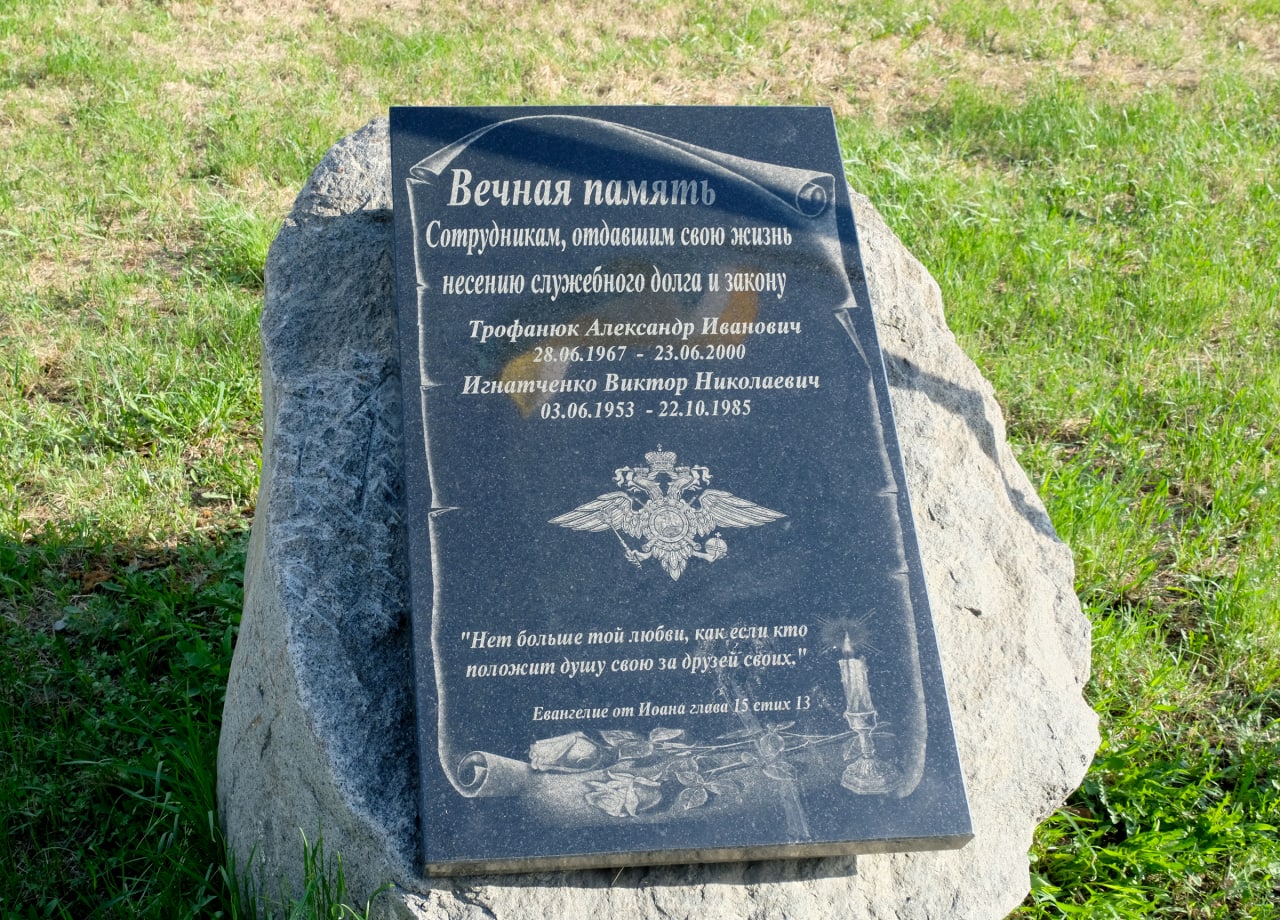 Вечная память
Сотрудникам, отдавшим свою жизнь
несению служебного долга и закону
Трофанюк Александр Иванович
28.06.1967 - 23.06.2000
Игнатченко Виктор Николаевич
03.06.1953 - 22.10.1985
"Нет больше той любви, как если кто
положит душу свою за друзей своих."
Евангелие от Иоана глава 15 стих 13